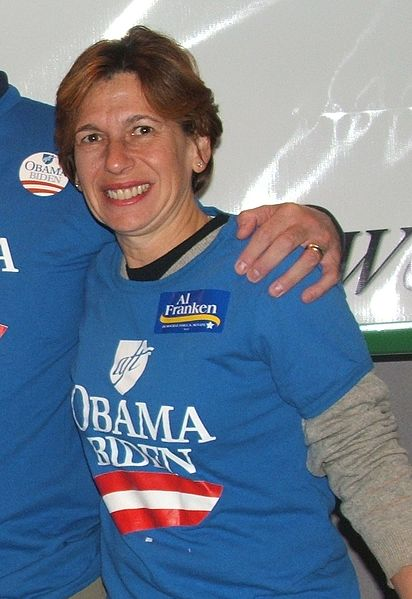 OBAMA
BIDEN
A
Al
Franken
aft
OBAMA
BIDEN
W